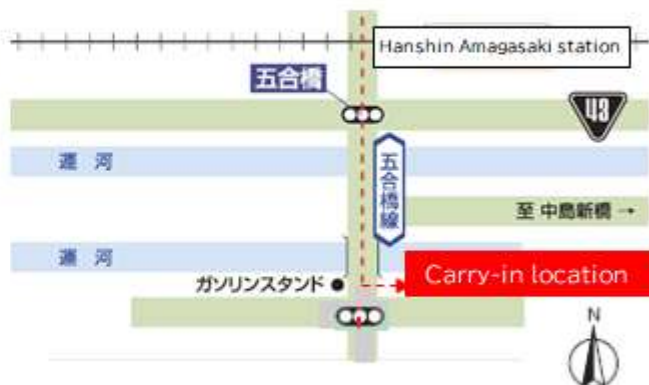 Hanshin Amagasaki station
五合橋
43
運河
五合橋線
至 中島新橋 →
運河
Carry-in location
ガソリンスタンド
N